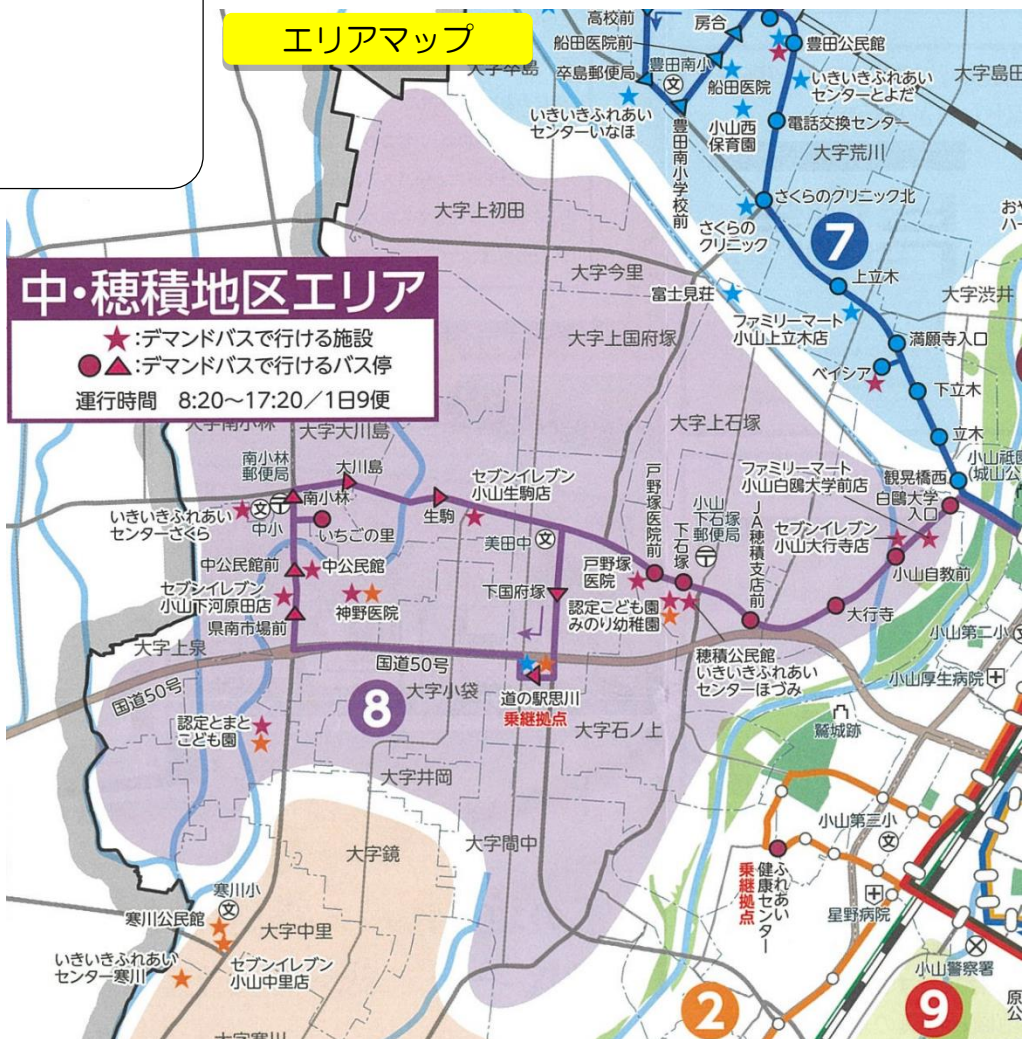 エリアマップ
高校前
房合
船田医院前
豊田南小
文
大字卒島
卒島郵便局
船田医院
豊田公民館
いきいきふれあい
センターとよだ
大字島田
いきいきふれあい
センターいなほ
豊田南小学校前
小山西
保育園
電話交換センター
大字荒川
大字上初田
さくらのクリニック北
さくらの
クリニック
7
大字今里
富士見荘
上立木
大字渋井
中・穂積地区エリア
★:デマンドバスで行ける施設
●▲:デマンドバスで行けるバス停
運行時間 8:20～17:20／1日9便
大字上国府塚
ファミリーマート
小山上立木店
満願寺入口
ベイシア
下立木
大字南小林
大字大川島
大字上石塚
立木
南小林
郵便局
大川島
セブンイレブン
小山生駒店
戸野塚医院前
ファミリーマート
小山白鷗大学前店
観晃橋西
白鷗大学
入口
いきいきふれあい
センターさくら
文
〒
中小
南小林
いちごの里
生駒
美田中
文
下石塚
小山下石塚郵便局
〒
JA穂積支店前
セブンイレブン
小山大行寺店
小山自教前
中公民館前
中公民館
戸野塚
医院
セブンイレブン
小山下河原田店
神野医院
下国府塚
認定こども園
みのり幼稚園
大行寺
県南市場前
大字上泉
国道50号
国道50号
穂積公民館
いきいきふれあい
センターほづみ
小山第二小
小山厚生病院
8
大字小袋
道の駅思川
乗継拠点
大字石ノ上
鷲城跡
認定とまと
こども園
大字井岡
大字間中
大字鏡
小山第三小
文
ふれあい
健康センター
乗継拠点
星野病院
寒川小
文
寒川公民館
大字中里
いきいきふれあい
センター寒川
セブンイレブン
小山中里店
小山警察署
2
9
大字寒川